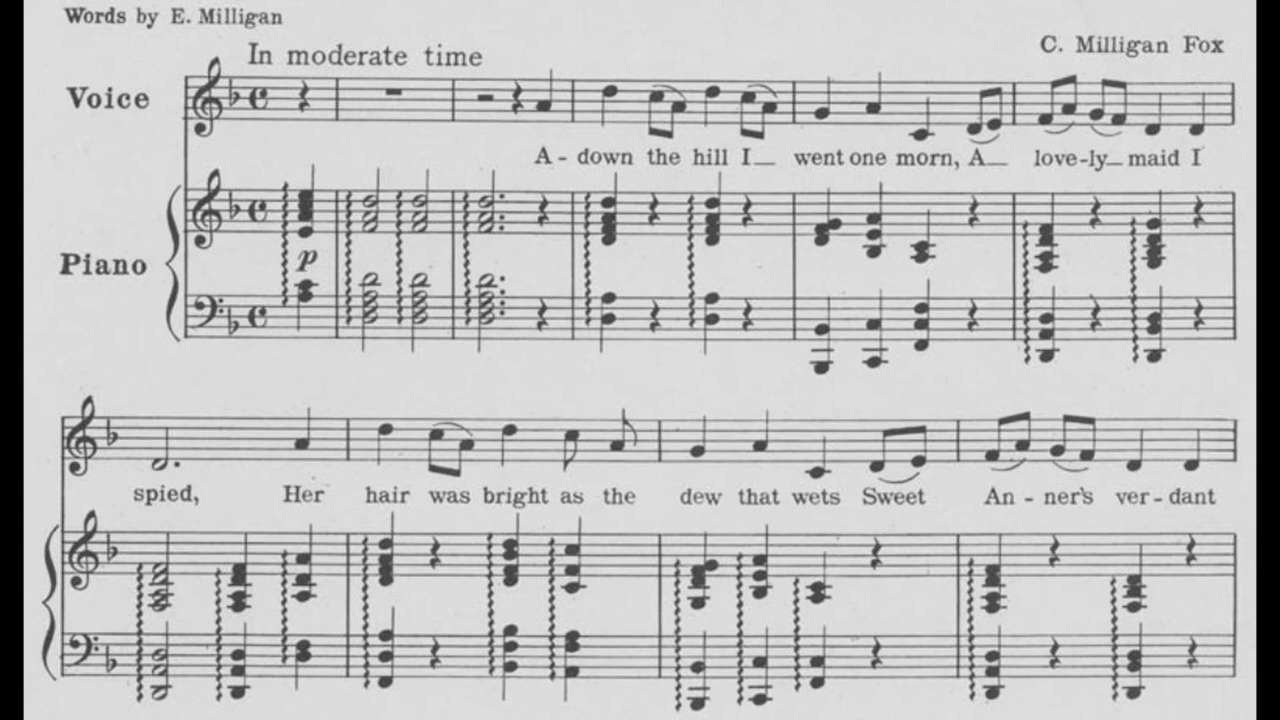 Words by E. Milligan
C. Milligan Fox
In moderate time
Voice
A - down the hill I went one morn, A love-ly maid I
Piano
p
spied, Her hair was bright as the dew that wets Sweet An - ner's ver - dant